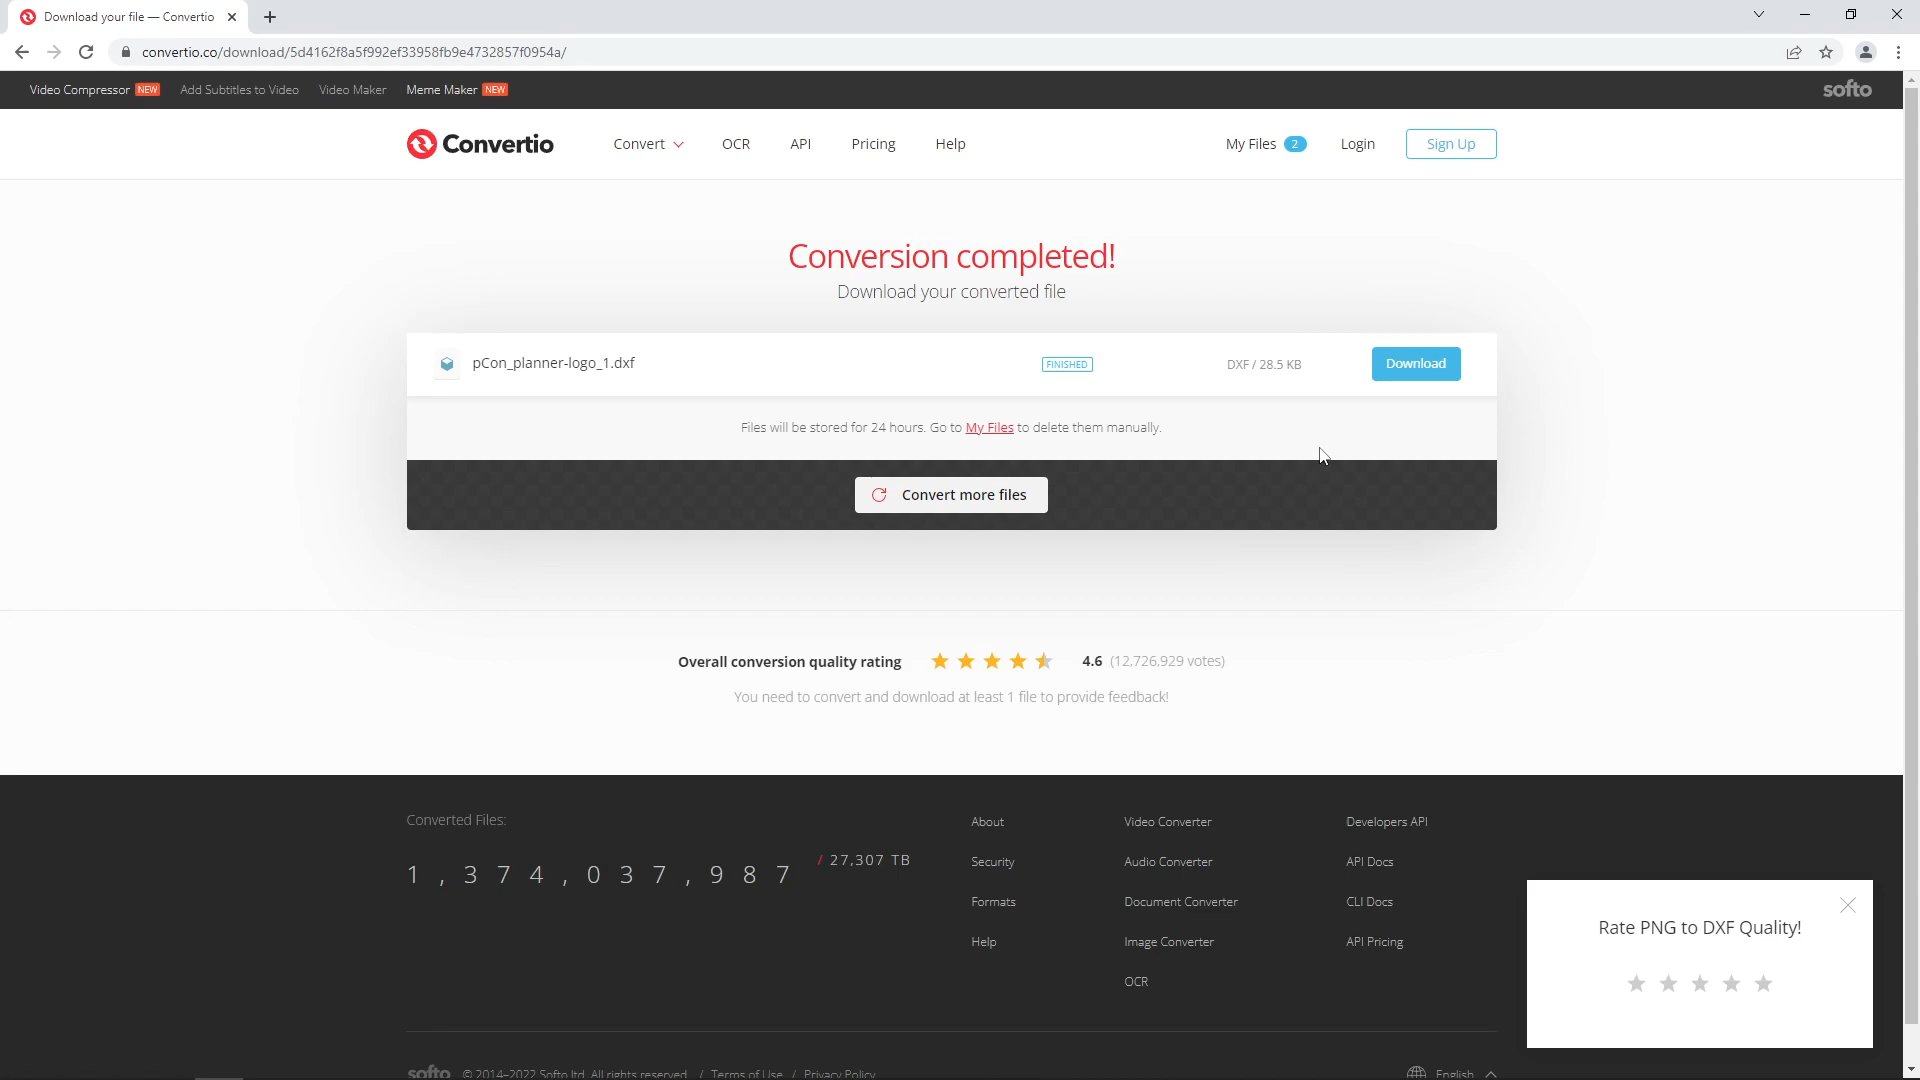 Download your file — Convertio
convertio.co/download/5d4162f8a5f992ef33958fb9e4732857f0954a/
Video Compressor NEW Add Subtitles to Video Video Maker Meme Maker NEW softo
Convertio Convert OCR API Pricing Help My Files 2 Login Sign Up
Conversion completed!
Download your converted file
pCon_planner-logo_1.dxf FINISHED DXF / 28.5 KB Download
Files will be stored for 24 hours. Go to My Files to delete them manually.
Convert more files
Overall conversion quality rating 4.6 (12,726,929 votes)
You need to convert and download at least 1 file to provide feedback!
Converted Files:
1,374,037,987 / 27,307 TB
About
Security
Formats
Help
Video Converter
Audio Converter
Document Converter
Image Converter
OCR
Developers API
API Docs
CLI Docs
API Pricing
Rate PNG to DXF Quality!
softo © 2014–2022 Softo ltd. All rights reserved / Terms of Use / Privacy Policy English